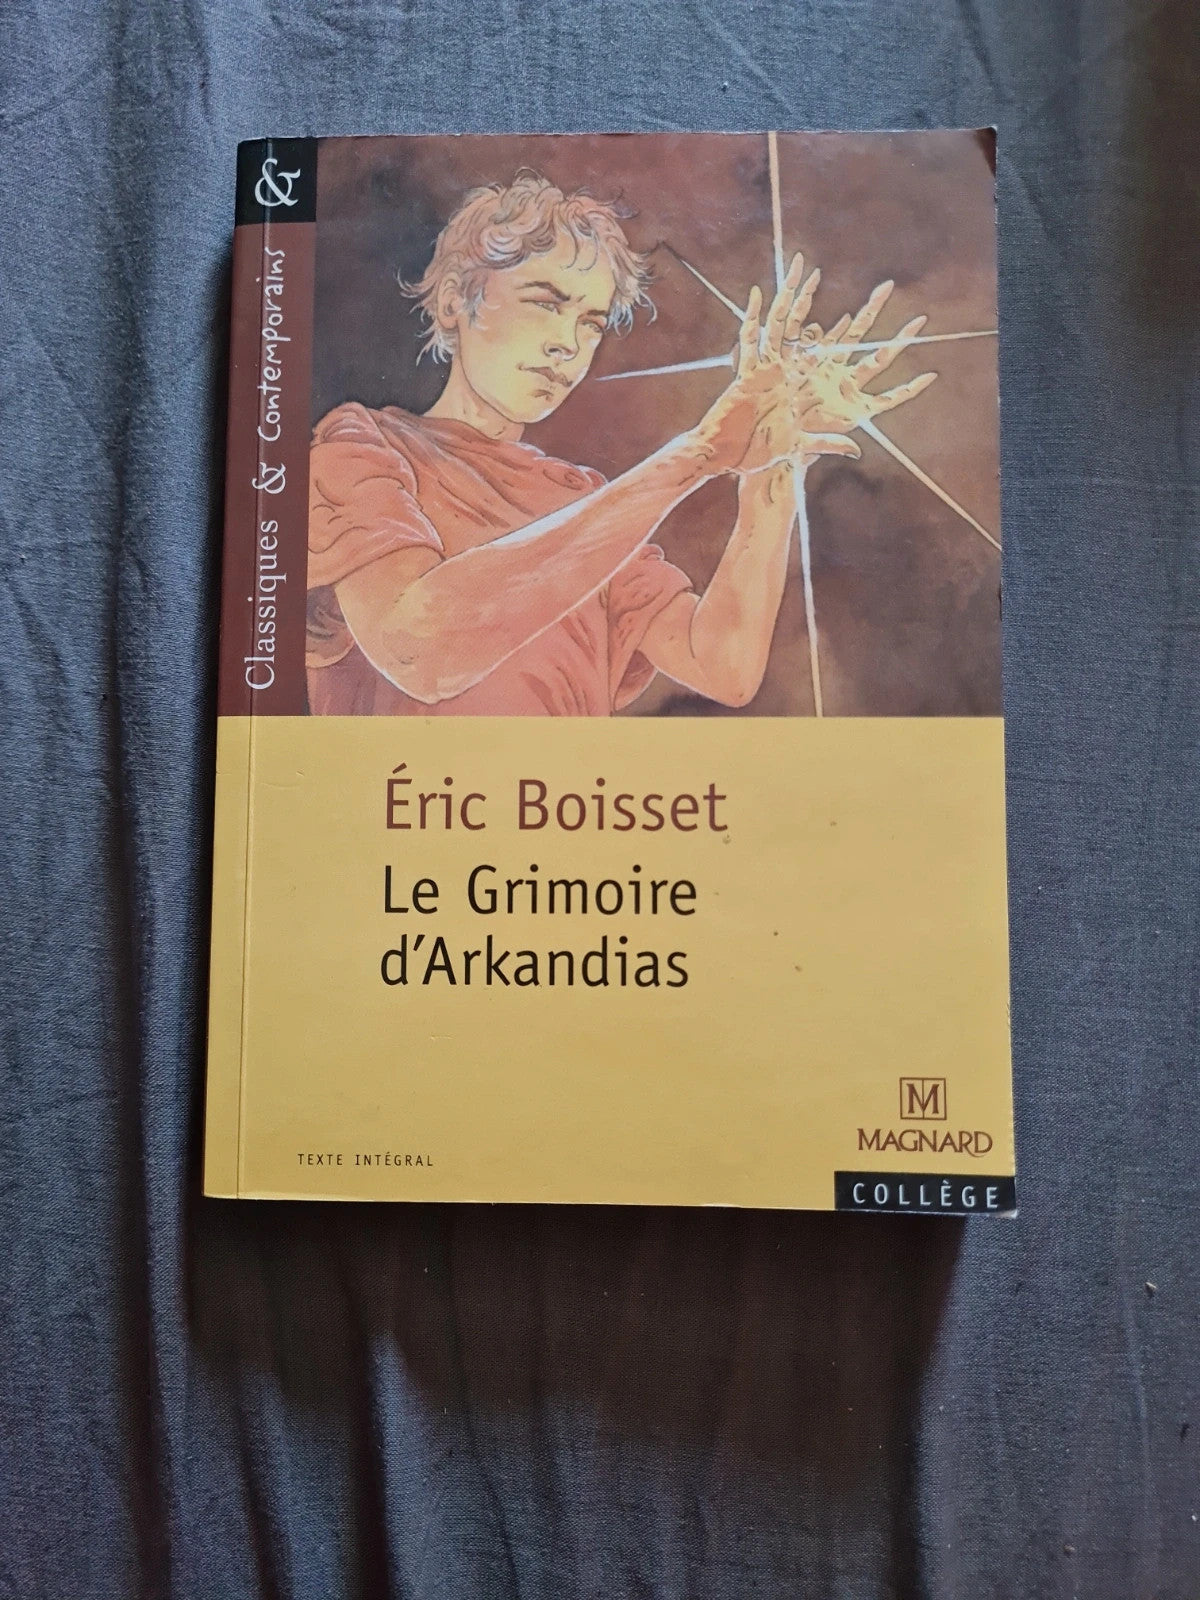 &
Classiques & Contemporains
Éric Boisset
Le Grimoire
d'Arkandias
M
MAGNARD
TEXTE INTÉGRAL
COLLÈGE